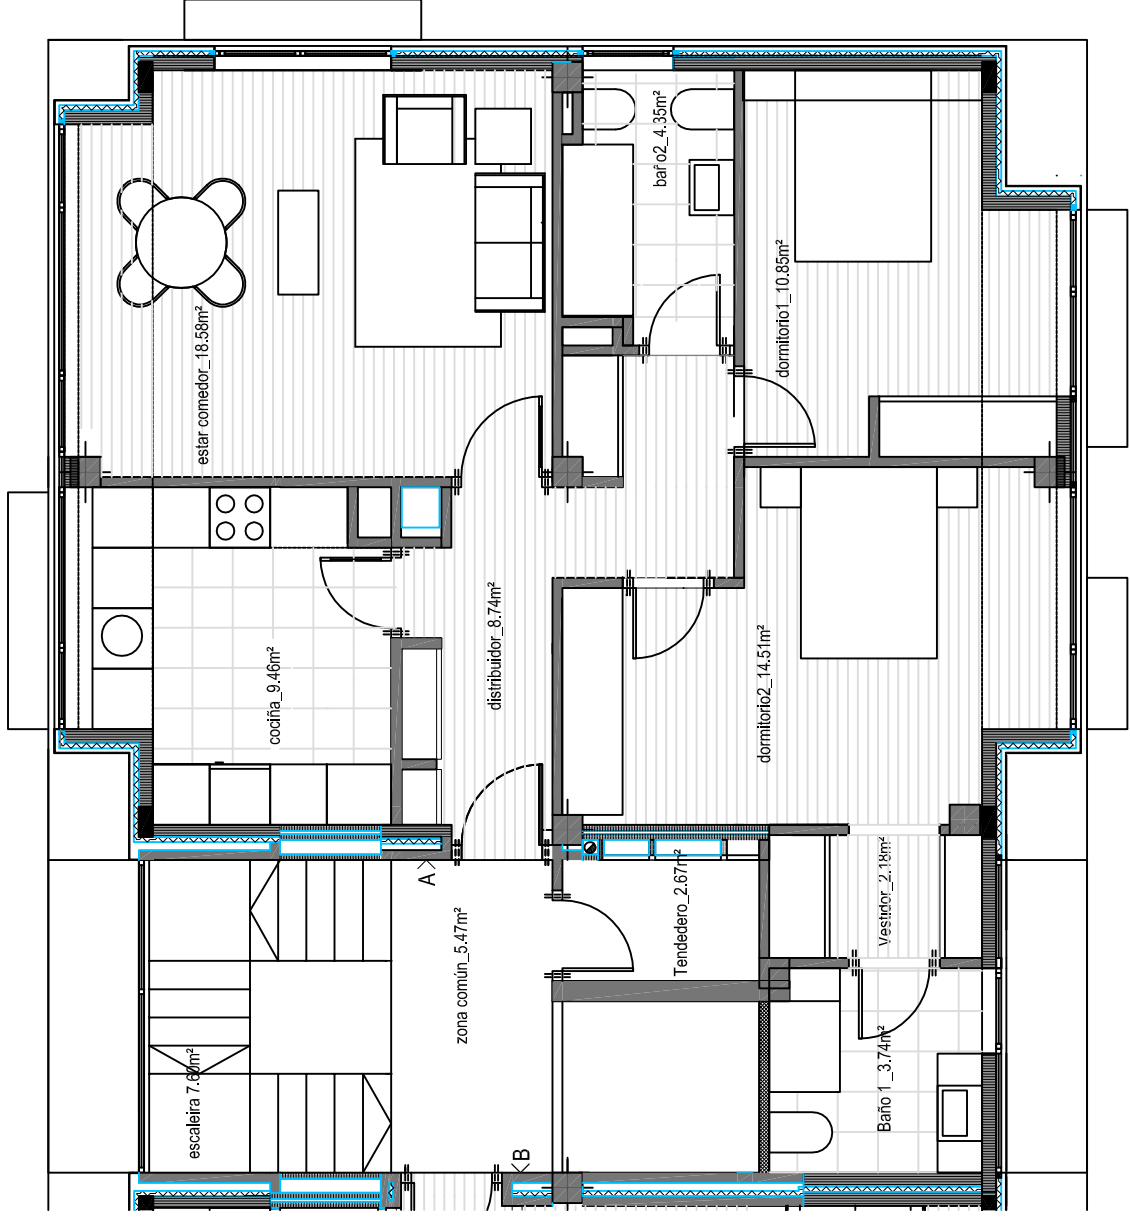 baño2_4.35m²
dormitorio1_10.85m²
estar comedor_18.58m²
distribuidor_8.74m²
cociña_9.46m²
dormitorio2_14.51m²
A
Tendedero_2.67m²
Vestidor_2.18m²
zona común_5.47m²
escaleira 7.60m²
Baño 1_3.74m²
B